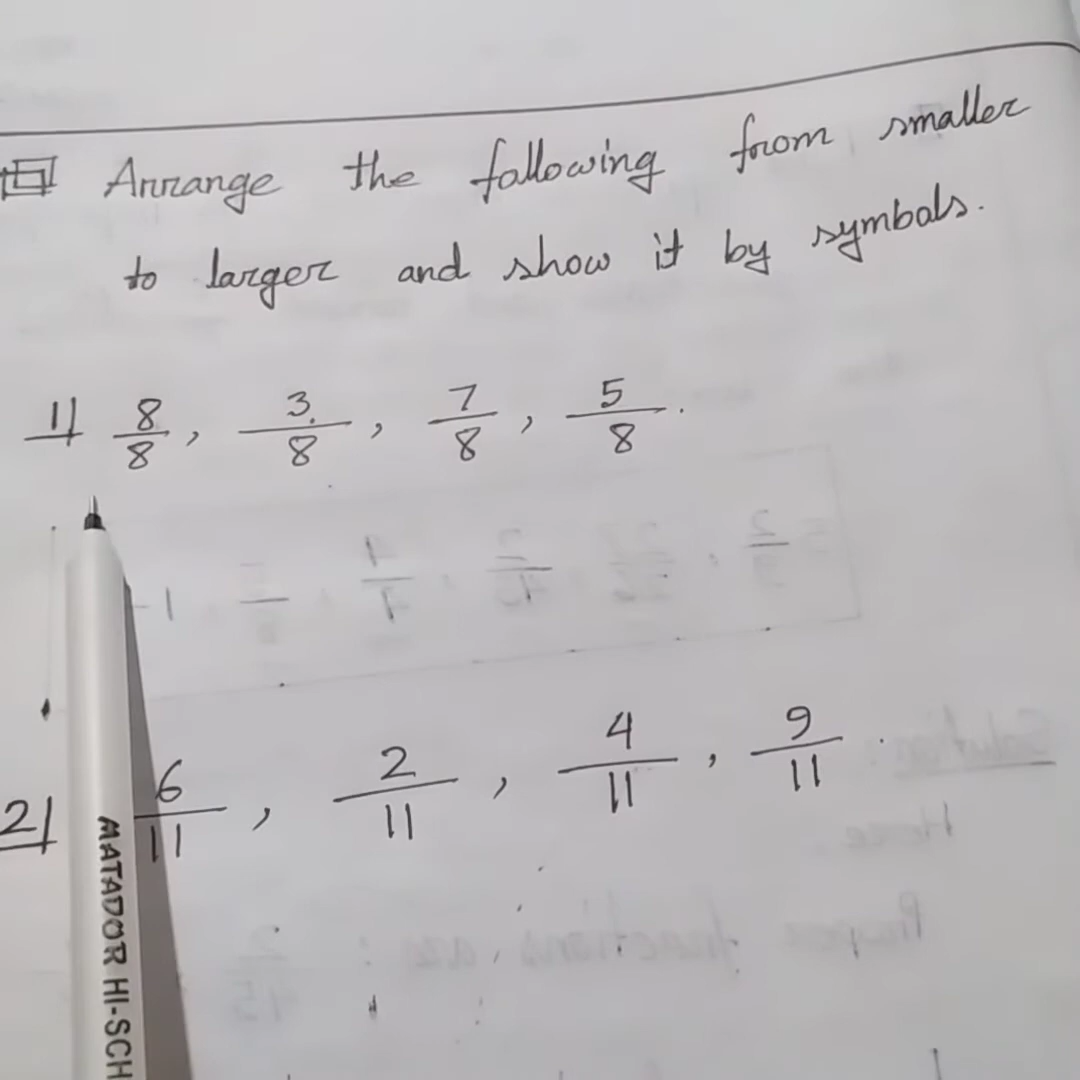 Arrange the following from smaller
to larger and show it by symbols.
1) 8/8, 3/8, 7/8, 5/8.
2) 6/11, 2/11, 4/11, 9/11.
MATADOR HI-SCH